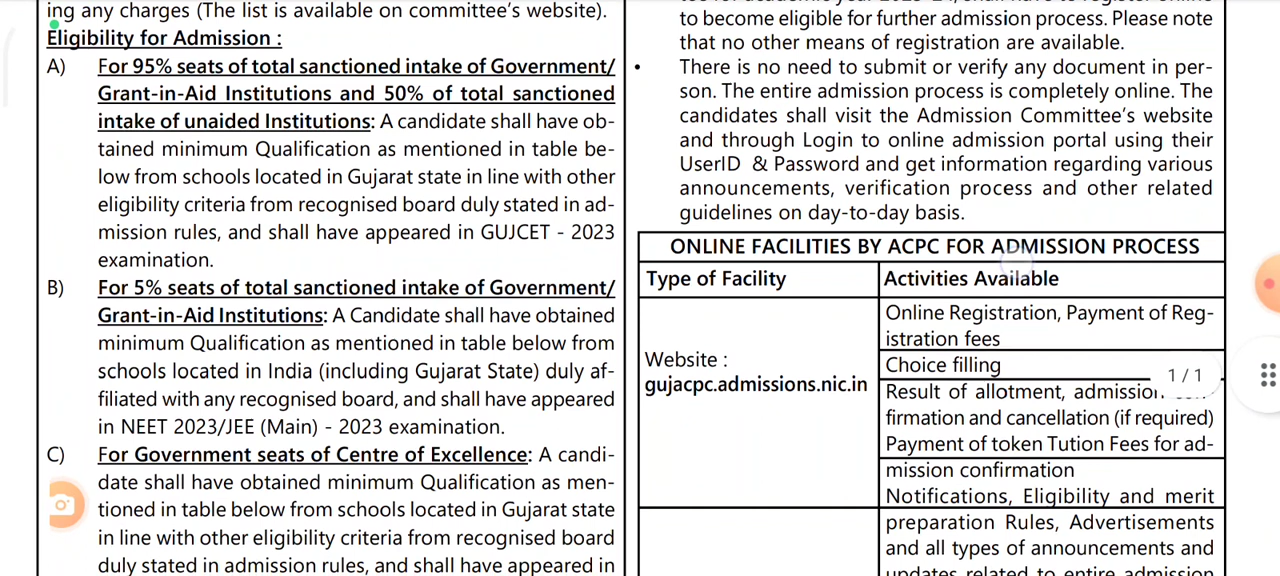 ing any charges (The list is available on committee's website).
Eligibility for Admission :
A) For 95% seats of total sanctioned intake of Government/
Grant-in-Aid Institutions and 50% of total sanctioned
intake of unaided Institutions: A candidate shall have ob-
tained minimum Qualification as mentioned in table be-
low from schools located in Gujarat state in line with other
eligibility criteria from recognised board duly stated in ad-
mission rules, and shall have appeared in GUJCET - 2023
examination.
B) For 5% seats of total sanctioned intake of Government/
Grant-in-Aid Institutions: A Candidate shall have obtained
minimum Qualification as mentioned in table below from
schools located in India (including Gujarat State) duly af-
filiated with any recognised board, and shall have appeared
in NEET 2023/JEE (Main) - 2023 examination.
C) For Government seats of Centre of Excellence: A candi-
date shall have obtained minimum Qualification as men-
tioned in table below from schools located in Gujarat state
in line with other eligibility criteria from recognised board
duly stated in admission rules, and shall have appeared in
to become eligible for further admission process. Please note
that no other means of registration are available.
• There is no need to submit or verify any document in per-
son. The entire admission process is completely online. The
candidates shall visit the Admission Committee's website
and through Login to online admission portal using their
UserID & Password and get information regarding various
announcements, verification process and other related
guidelines on day-to-day basis.
ONLINE FACILITIES BY ACPC FOR ADMISSION PROCESS
Type of Facility
Activities Available
Website :
gujacpc.admissions.nic.in
Online Registration, Payment of Reg-
istration fees
Choice filling
Result of allotment, admission
firmation and cancellation (if required)
Payment of token Tution Fees for ad-
mission confirmation
Notifications, Eligibility and merit
preparation Rules, Advertisements
and all types of announcements and
updates related to entire admission
1 / 1